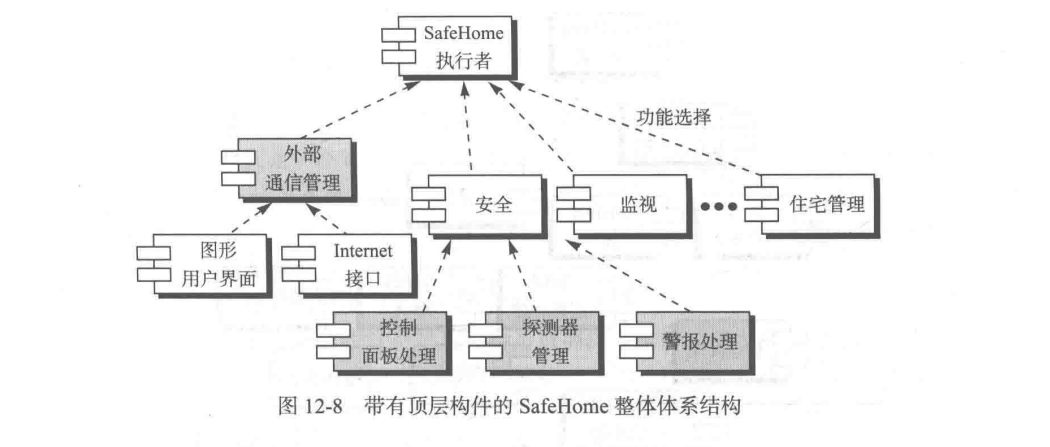 SafeHome
执行者
功能选择
外部
通信管理
安全
监视
住宅管理
图形
用户界面
Internet
接口
控制
面板处理
探测器
管理
警报处理
图 12-8 带有顶层构件的 SafeHome 整体体系结构